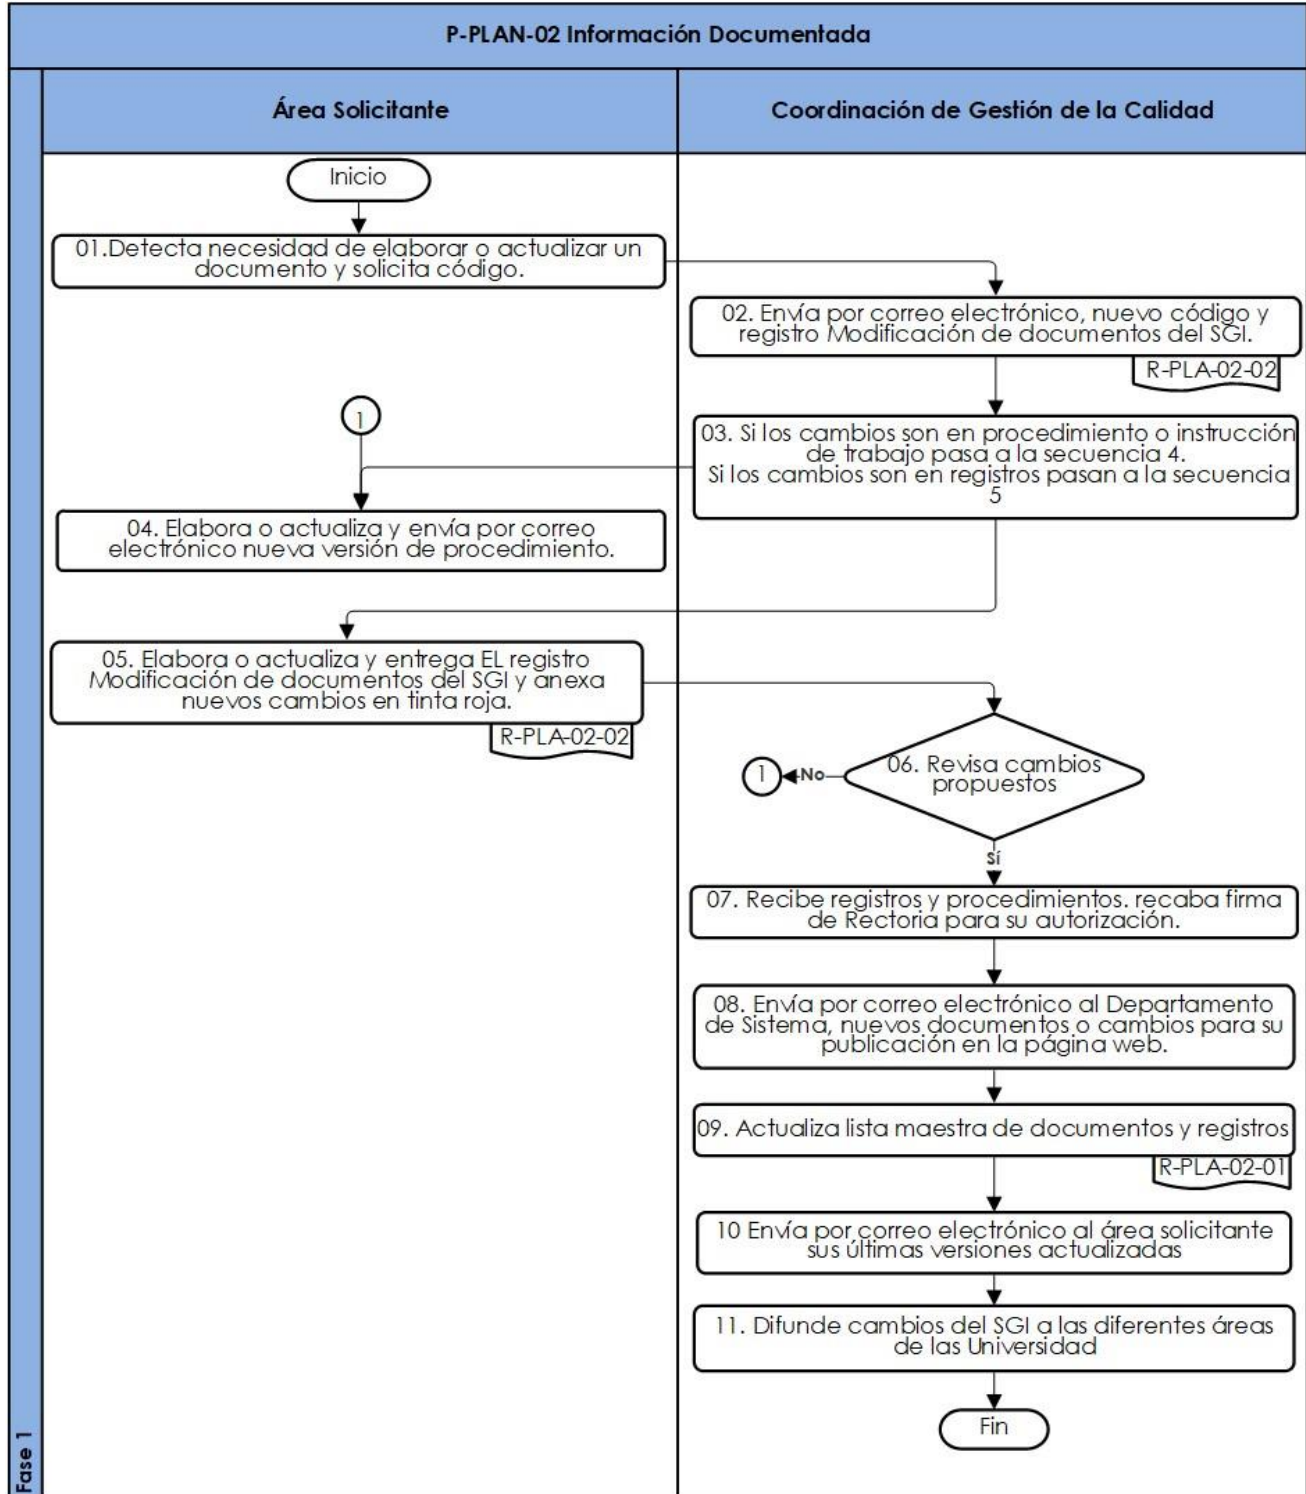 P-PLAN-02 Información Documentada
Área Solicitante
Coordinación de Gestión de la Calidad
Inicio
01.Detecta necesidad de elaborar o actualizar un
documento y solicita código.
02. Envía por correo electrónico, nuevo código y
registro Modificación de documentos del SGI.
R-PLA-02-02
1
03. Si los cambios son en procedimiento o instrucción
de trabajo pasa a la secuencia 4.
Si los cambios son en registros pasan a la secuencia
5
04. Elabora o actualiza y envía por correo
electrónico nueva versión de procedimiento.
05. Elabora o actualiza y entrega EL registro
Modificación de documentos del SGI y anexa
nuevos cambios en tinta roja.
R-PLA-02-02
06. Revisa cambios
propuestos
No
1
Sí
07. Recibe registros y procedimientos. recaba firma
de Rectoria para su autorización.
08. Envía por correo electrónico al Departamento
de Sistema, nuevos documentos o cambios para su
publicación en la página web.
09. Actualiza lista maestra de documentos y registros
R-PLA-02-01
10 Envía por correo electrónico al área solicitante
sus últimas versiones actualizadas
11. Difunde cambios del SGI a las diferentes áreas
de las Universidad
Fin
Fase 1